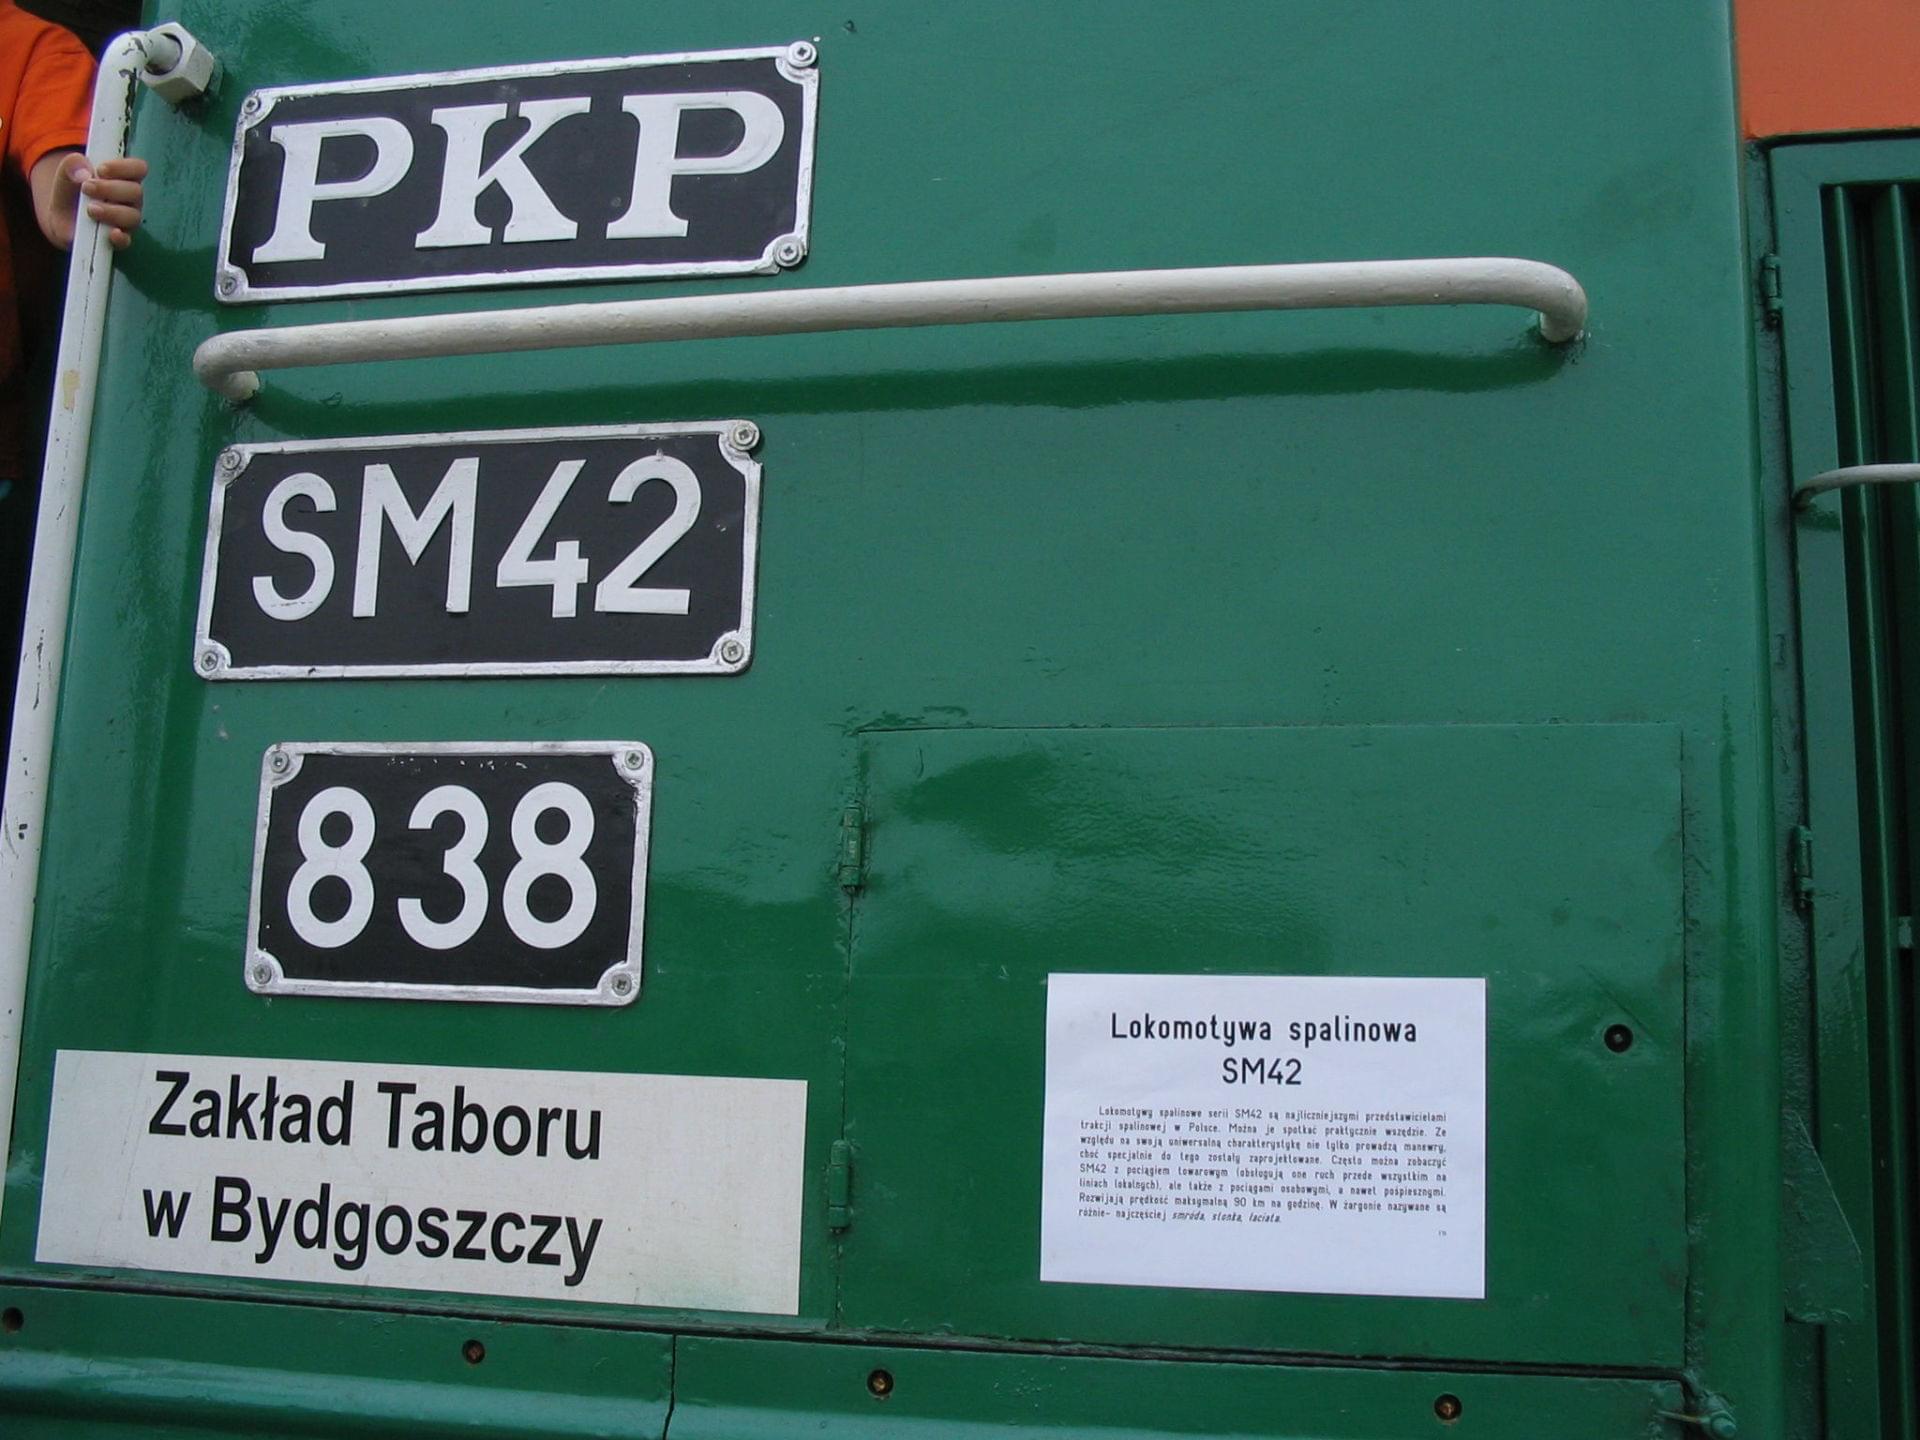 PKP
SM42
838
Zakład Taboru
w Bydgoszczy
Lokomotywa spalinowa
SM42
Lokomotywy spalinowe serii SM42 są najliczniejszymi przedstawicielami
trakcji spalinowej w Polsce. Można je spotkać praktycznie wszędzie. Ze
względu na swoją uniwersalną charakterystykę nie tylko prowadzą manewry,
choć specjalnie do tego zostały zaprojektowane. Często można zobaczyć
SM42 z pociągiem towarowym (obsługują one ruch przede wszystkim na
liniach lokalnych), ale także z pociągami osobowymi, a nawet pośpiesznymi.
Rozwijają prędkość maksymalną 90 km na godzinę. W żargonie nazywane są
różnie- najczęściej smróda, stonka, łaciata.